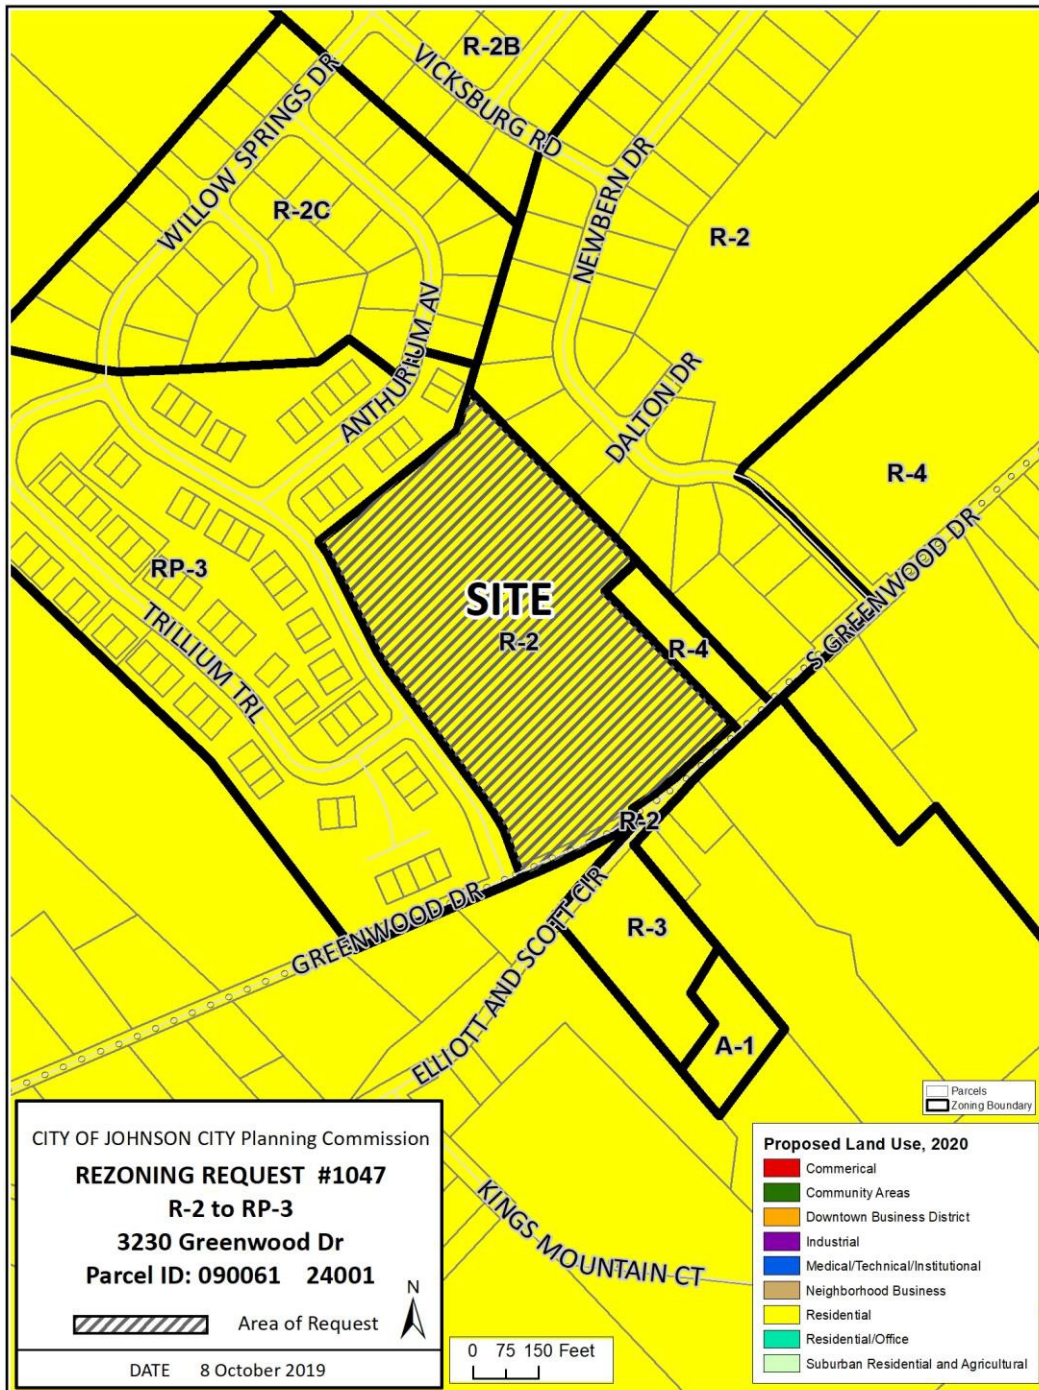 R-2B
VICKSBURG RD
WILLOW SPRINGS DR
NEWBERN DR
R-2C
R-2
ANTHURIUM AV
DALTON DR
R-4
S GREENWOOD DR
RP-3
SITE
R-2
R-4
TRILLIUM TRL
R-2
GREENWOOD DR
ELLIOTT AND SCOTT CIR
R-3
A-1
KINGS MOUNTAIN CT
Parcels
Zoning Boundary
CITY OF JOHNSON CITY Planning Commission
REZONING REQUEST #1047
R-2 to RP-3
3230 Greenwood Dr
Parcel ID: 090061 24001
N
Area of Request
DATE 8 October 2019
0 75 150 Feet
Proposed Land Use, 2020
Commerical
Community Areas
Downtown Business District
Industrial
Medical/Technical/Institutional
Neighborhood Business
Residential
Residential/Office
Suburban Residential and Agricultural